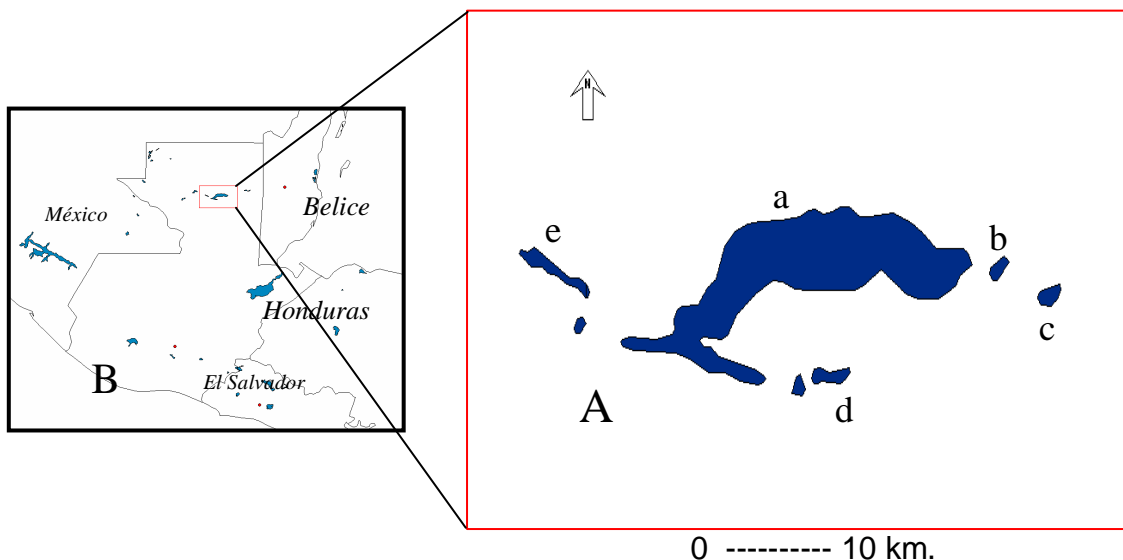 México
Belice
Honduras
El Salvador
B
N
a
b
c
d
e
A
0 ---------- 10 km.